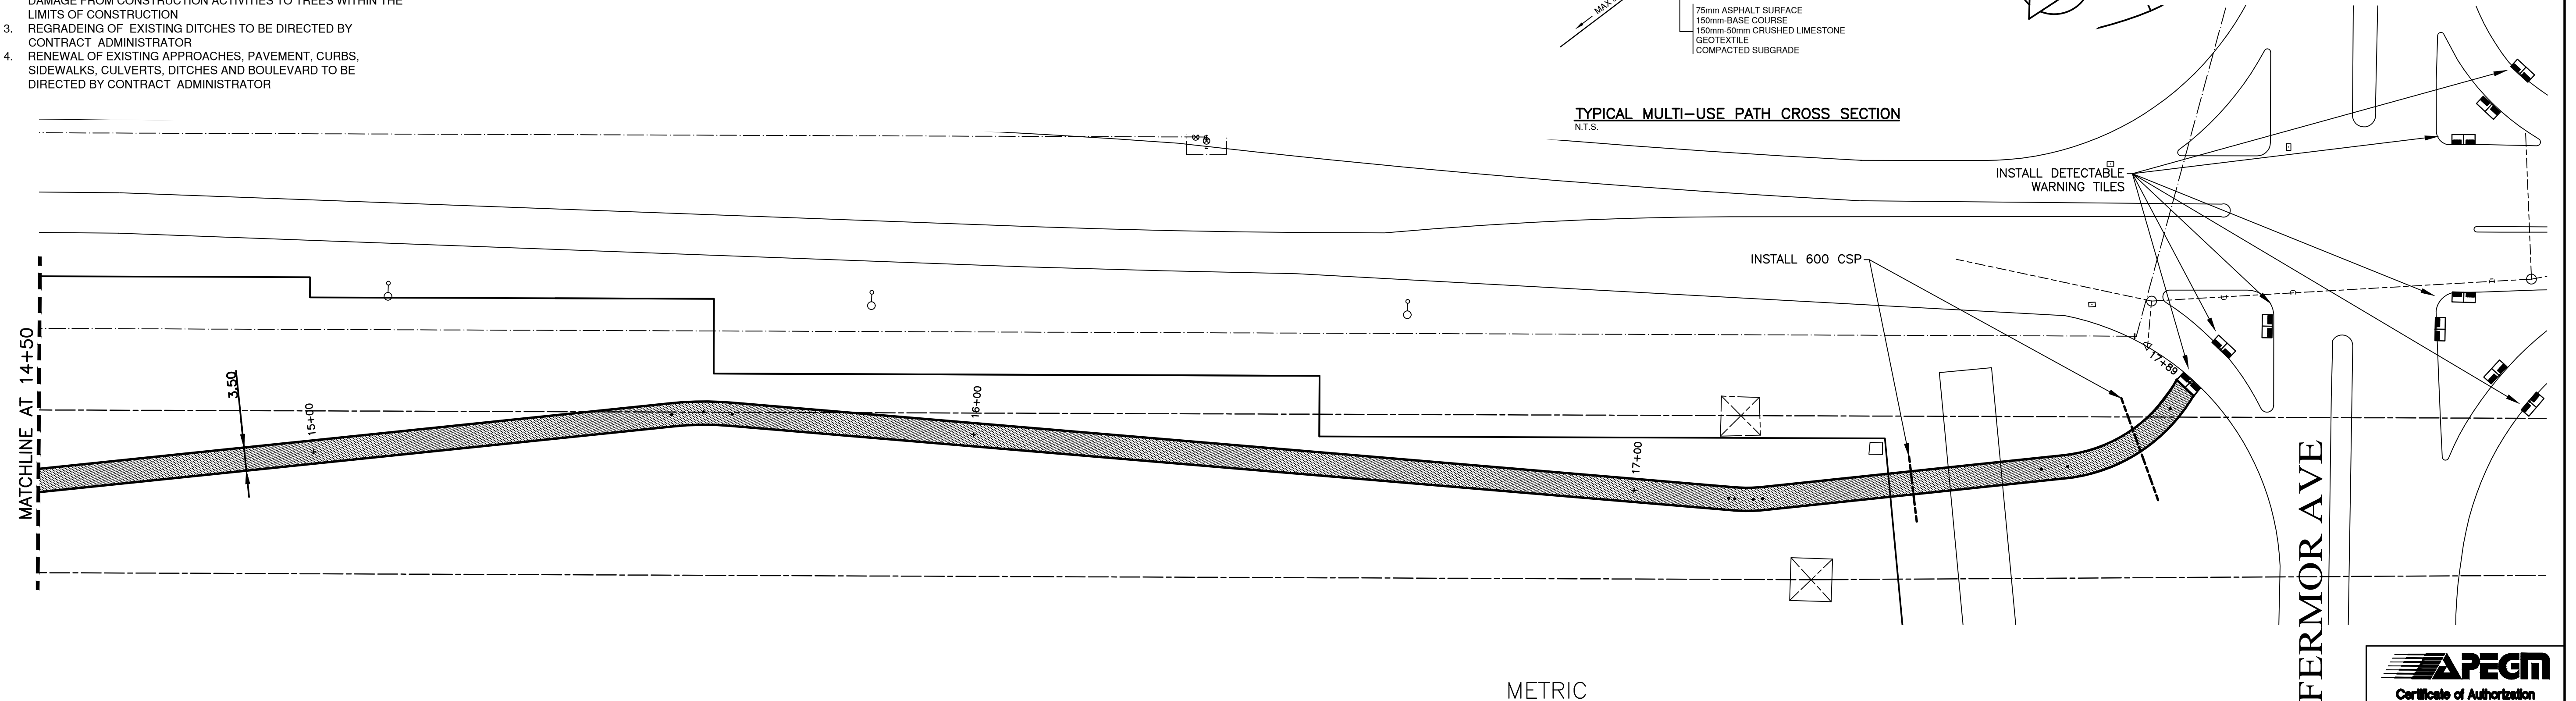 DAMAGE FROM CONSTRUCTION ACTIVITIES TO TREES WITHIN THE
LIMITS OF CONSTRUCTION
3. REGRADEING OF EXISTING DITCHES TO BE DIRECTED BY
CONTRACT ADMINISTRATOR
4. RENEWAL OF EXISTING APPROACHES, PAVEMENT, CURBS,
SIDEWALKS, CULVERTS, DITCHES AND BOULEVARD TO BE
DIRECTED BY CONTRACT ADMINISTRATOR
MAX
75mm ASPHALT SURFACE
150mm-BASE COURSE
150mm-50mm CRUSHED LIMESTONE
GEOTEXTILE
COMPACTED SUBGRADE
TYPICAL MULTI-USE PATH CROSS SECTION
N.T.S.
INSTALL DETECTABLE
WARNING TILES
INSTALL 600 CSP
MATCHLINE AT 14+50
3.50
15+00
16+00
17+00
17+89
FERMOR AVE
METRIC
APEGM
Certificate of Authorization